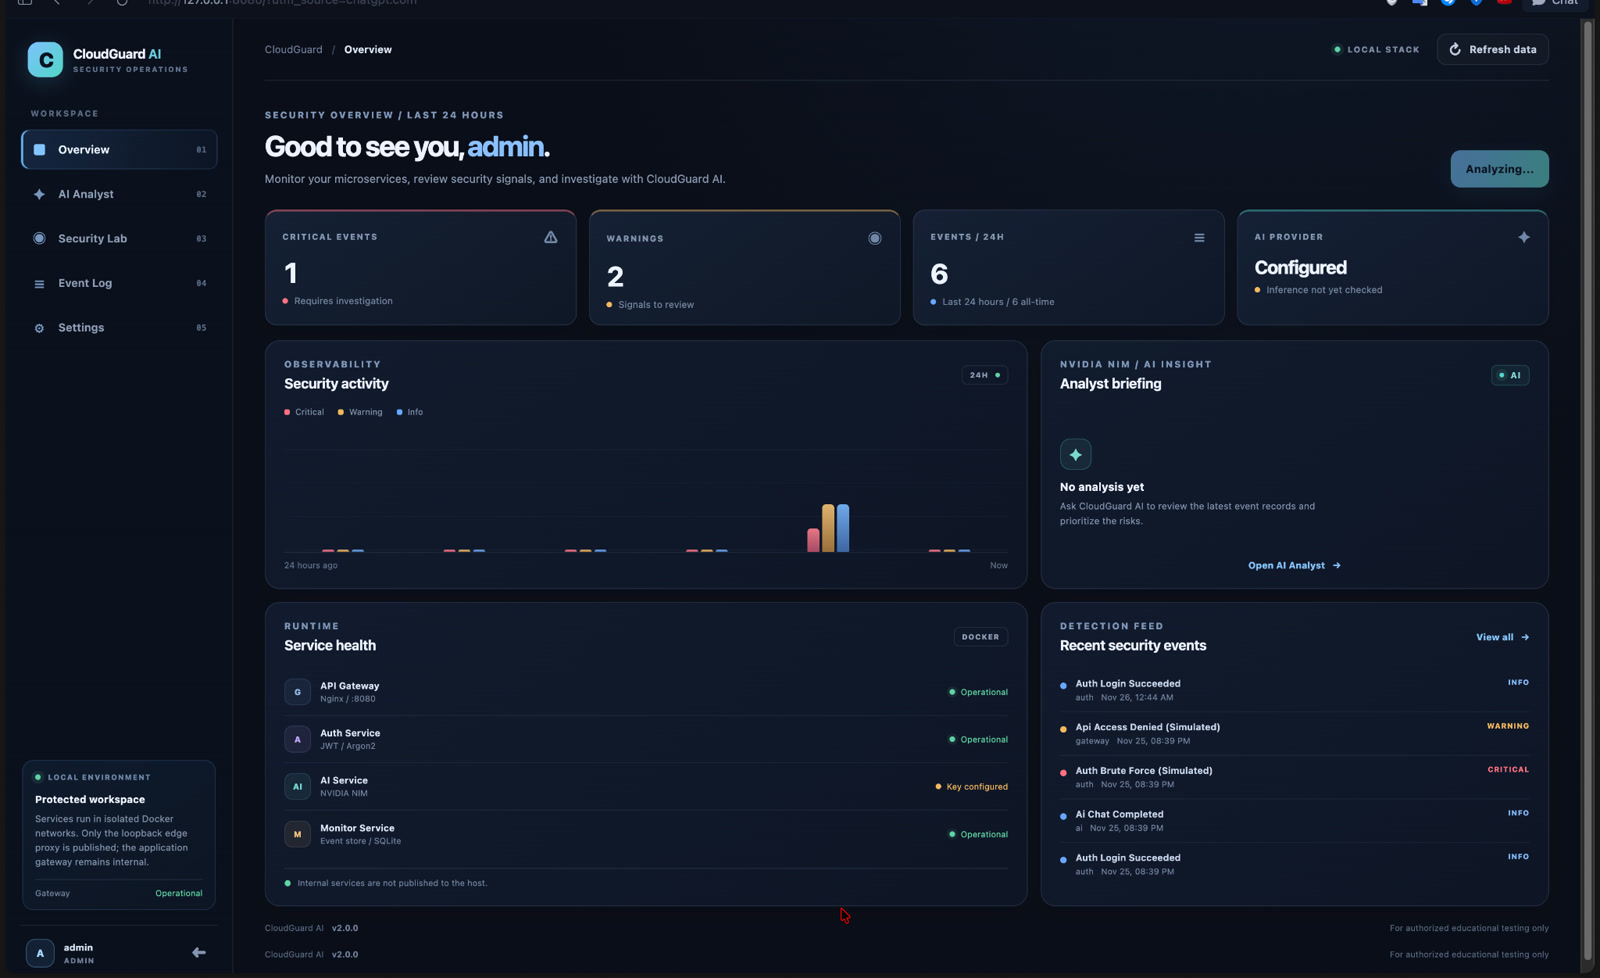 Chat
C
CloudGuard AI
SECURITY OPERATIONS
WORKSPACE
Overview 01
AI Analyst 02
Security Lab 03
Event Log 04
Settings 05
LOCAL ENVIRONMENT
Protected workspace
Services run in isolated Docker
networks. Only the loopback edge
proxy is published; the application
gateway remains internal.
Gateway Operational
A
admin
ADMIN
CloudGuard / Overview
LOCAL STACK
Refresh data
SECURITY OVERVIEW / LAST 24 HOURS
Good to see you, admin.
Monitor your microservices, review security signals, and investigate with CloudGuard AI.
Analyzing...
CRITICAL EVENTS
1
Requires investigation
WARNINGS
2
Signals to review
EVENTS / 24H
6
Last 24 hours / 6 all-time
AI PROVIDER
Configured
Inference not yet checked
OBSERVABILITY
Security activity
24H
Critical Warning Info
24 hours ago Now
NVIDIA NIM / AI INSIGHT
Analyst briefing
AI
No analysis yet
Ask CloudGuard AI to review the latest event records and
prioritize the risks.
Open AI Analyst →
RUNTIME
Service health
DOCKER
G
API Gateway
Nginx / :8080
Operational
A
Auth Service
JWT / Argon2
Operational
AI
AI Service
NVIDIA NIM
Key configured
M
Monitor Service
Event store / SQLite
Operational
Internal services are not published to the host.
DETECTION FEED
Recent security events
View all →
Auth Login Succeeded INFO
auth Nov 26, 12:44 AM
Api Access Denied (Simulated) WARNING
gateway Nov 25, 08:39 PM
Auth Brute Force (Simulated) CRITICAL
auth Nov 25, 08:39 PM
Ai Chat Completed INFO
ai Nov 25, 08:39 PM
Auth Login Succeeded INFO
auth Nov 25, 08:39 PM
CloudGuard AI v2.0.0 For authorized educational testing only
CloudGuard AI v2.0.0 For authorized educational testing only